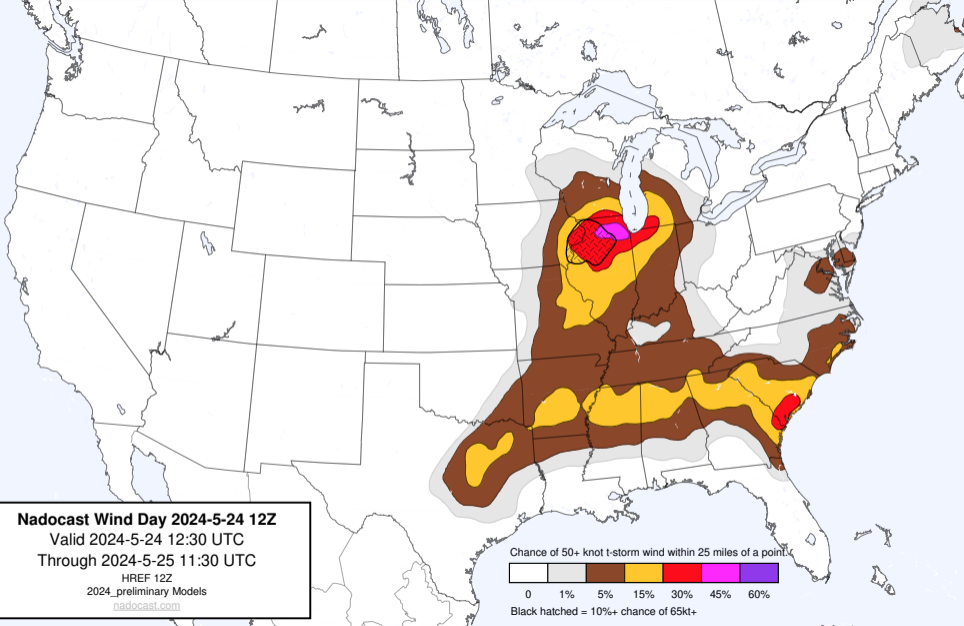 Nadocast Wind Day 2024-5-24 12Z
Valid 2024-5-24 12:30 UTC
Through 2024-5-25 11:30 UTC
HREF 12Z
2024_preliminary Models
nadocast.com
Chance of 50+ knot t-storm wind within 25 miles of a point.
0 1% 5% 15% 30% 45% 60%
Black hatched = 10%+ chance of 65kt+